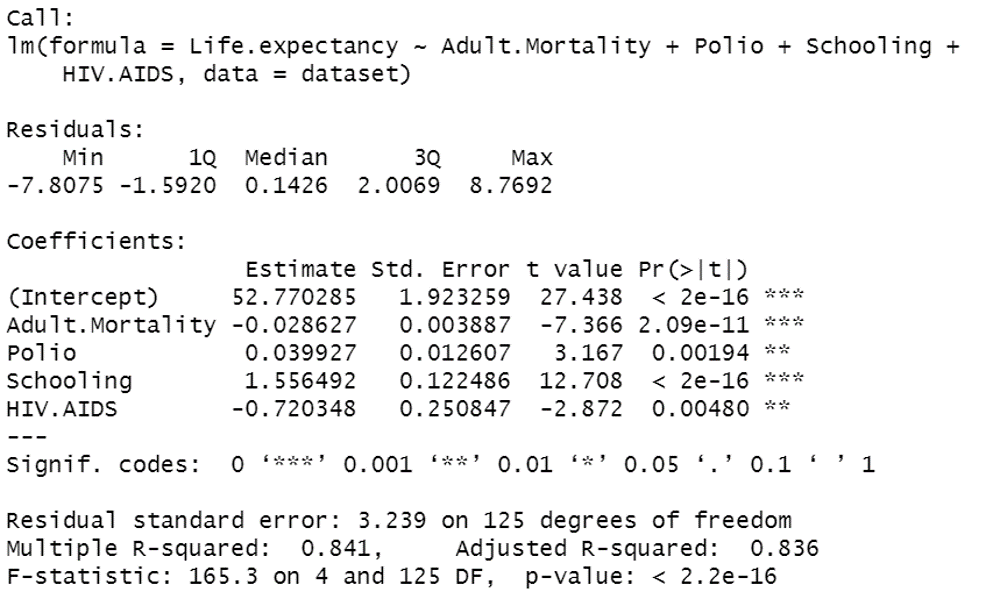 Call:
lm(formula = Life.expectancy ~ Adult.Mortality + Polio + Schooling +
    HIV.AIDS, data = dataset)

Residuals:
    Min      1Q  Median      3Q     Max
-7.8075 -1.5920  0.1426  2.0069  8.7692

Coefficients:
                 Estimate Std. Error t value Pr(>|t|)
(Intercept)     52.770285   1.923259  27.438  < 2e-16 ***
Adult.Mortality -0.028627   0.003887  -7.366 2.09e-11 ***
Polio            0.039927   0.012607   3.167  0.00194 **
Schooling        1.556492   0.122486  12.708  < 2e-16 ***
HIV.AIDS        -0.720348   0.250847  -2.872  0.00480 **
---
Signif. codes:  0 ‘***’ 0.001 ‘**’ 0.01 ‘*’ 0.05 ‘.’ 0.1 ‘ ’ 1

Residual standard error: 3.239 on 125 degrees of freedom
Multiple R-squared:  0.841,     Adjusted R-squared:  0.836
F-statistic: 165.3 on 4 and 125 DF,  p-value: < 2.2e-16